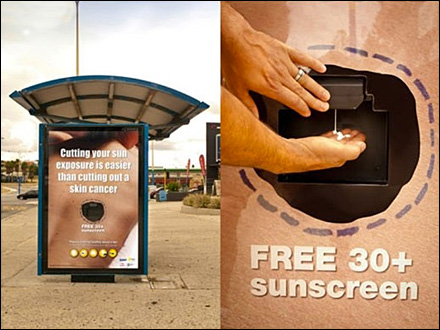 Cutting your sun
exposure is easier
than cutting out a
skin cancer
FREE 30+
sunscreen
FREE 30+
sunscreen